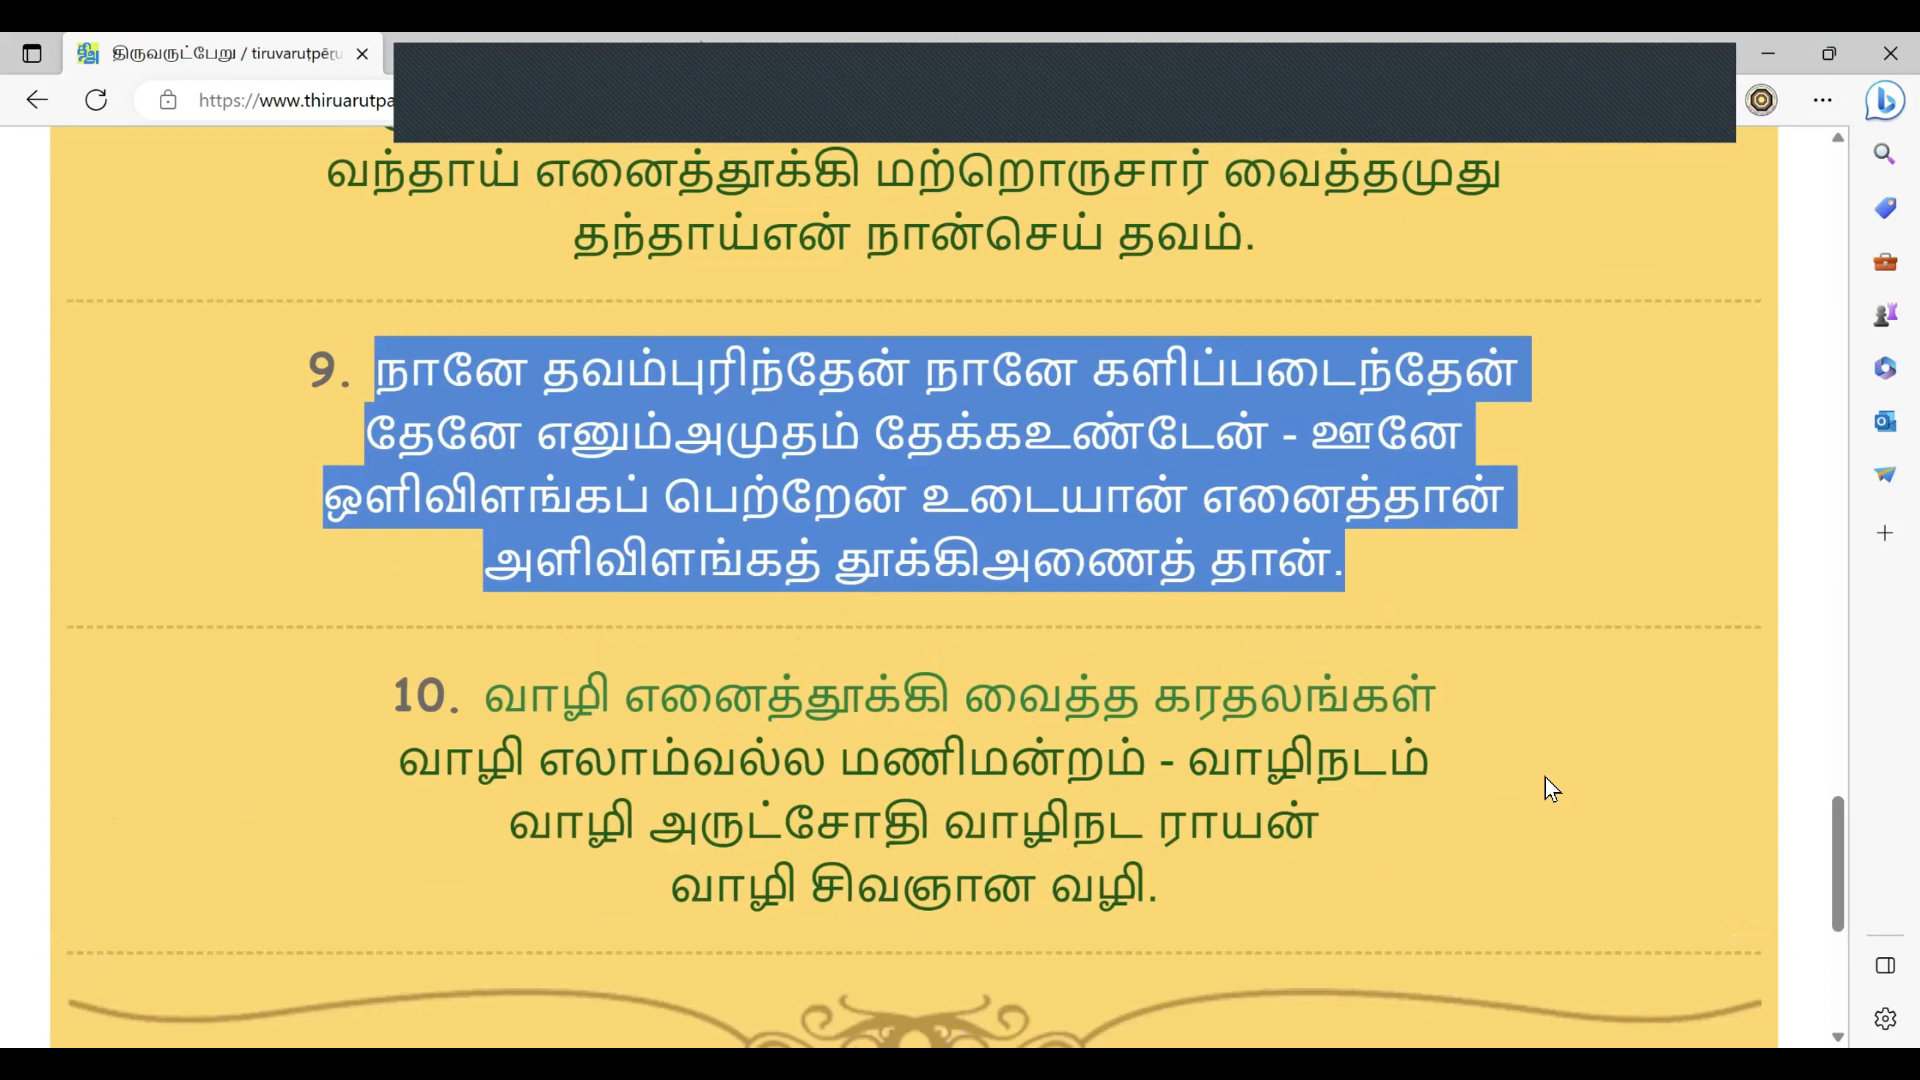 திருவருட்பேறு / tiruvaruṭpēru
https://www.thiruarutpa
வந்தாய் எனைத்தூக்கி மற்றொருசார் வைத்தமுது
தந்தாய்என் நான்செய் தவம்.
9. நானே தவம்புரிந்தேன் நானே களிப்படைந்தேன்
தேனே எனும்அமுதம் தேக்கஉண்டேன் - ஊனே
ஒளிவிளங்கப் பெற்றேன் உடையான் எனைத்தான்
அளிவிளங்கத் தூக்கிஅணைத் தான்.
10. வாழி எனைத்தூக்கி வைத்த கரதலங்கள்
வாழி எலாம்வல்ல மணிமன்றம் - வாழிநடம்
வாழி அருட்சோதி வாழிநட ராயன்
வாழி சிவஞான வழி.